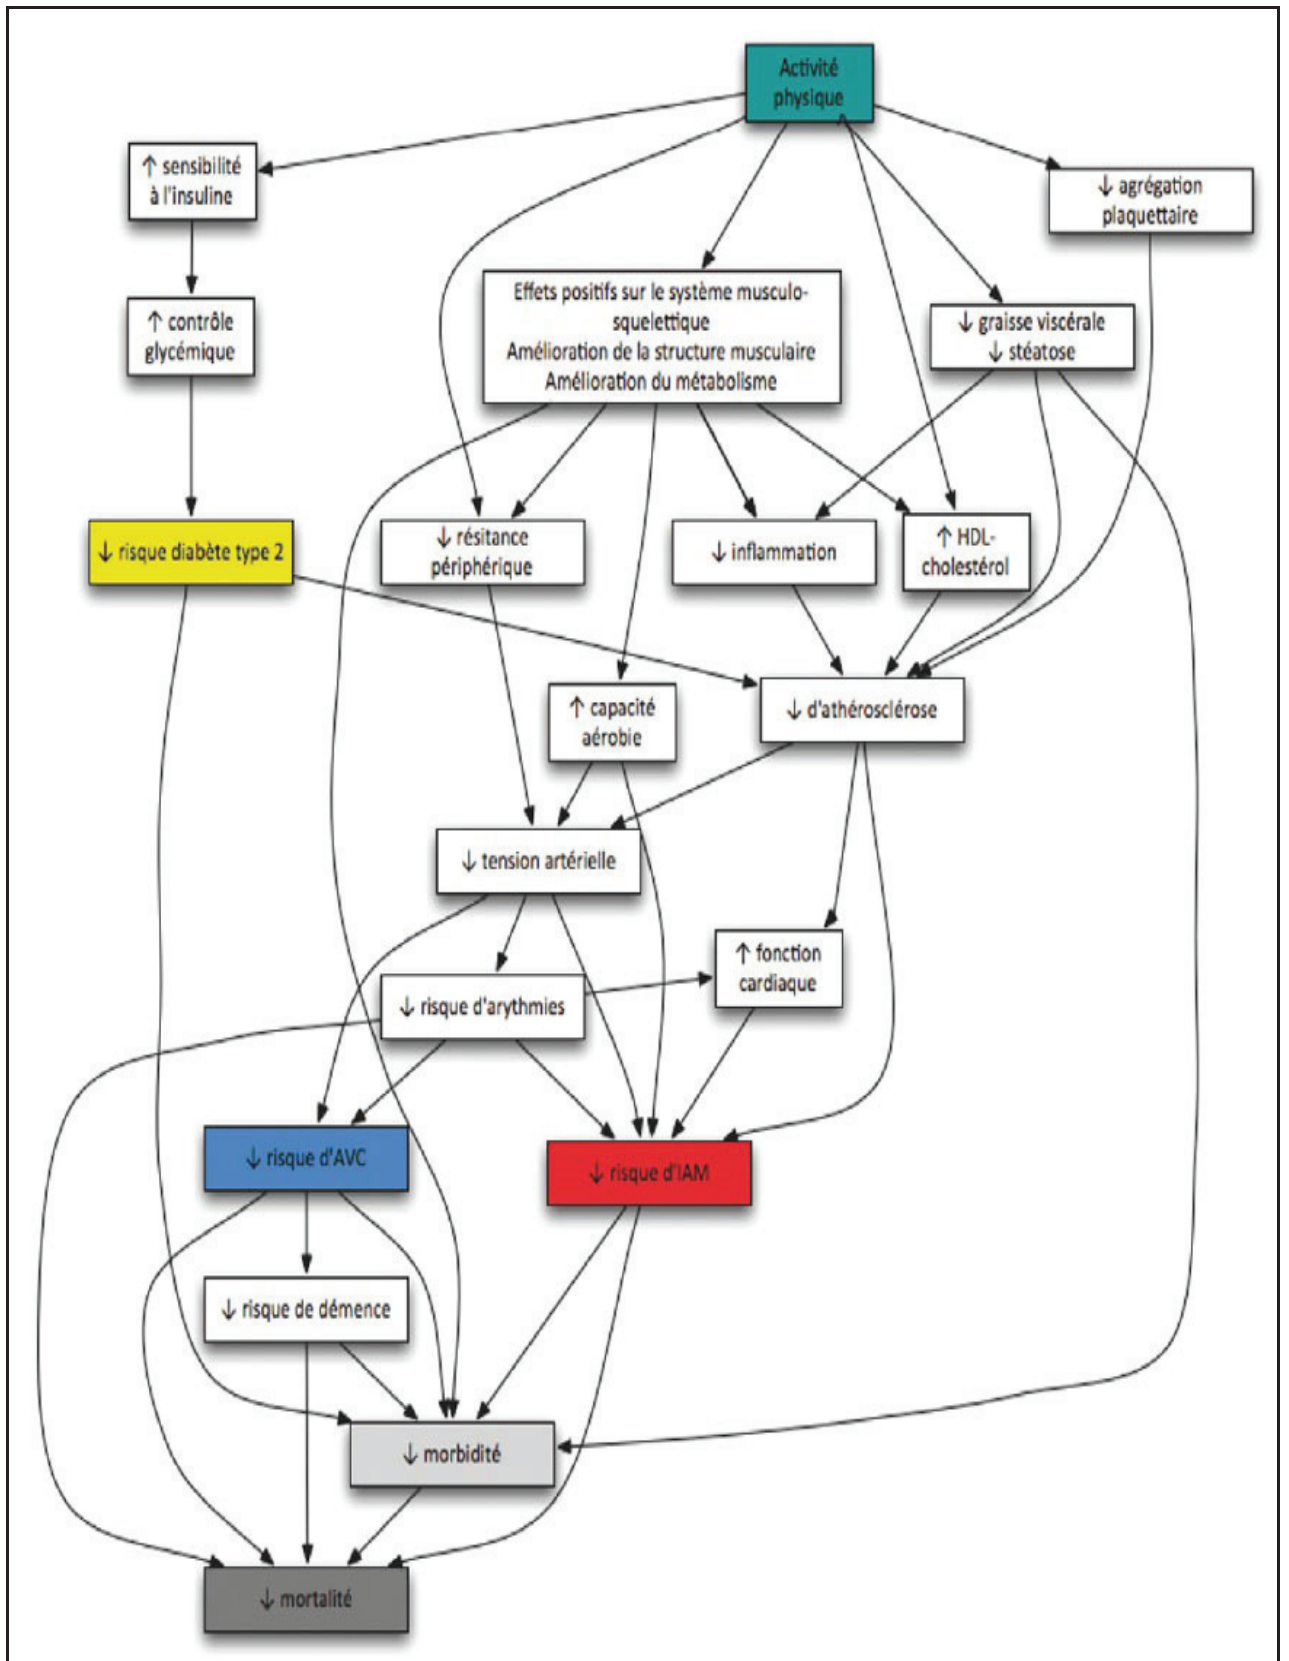 Activité
physique
↑ sensibilité
à l'insuline
↓ agrégation
plaquettaire
Effets positifs sur le système musculo-
squelettique
Amélioration de la structure musculaire
Amélioration du métabolisme
↓ graisse viscérale
↓ stéatose
↑ contrôle
glycémique
↓ risque diabète type 2
↓ résitance
périphérique
↓ inflammation
↑ HDL-
cholestérol
↑ capacité
aérobie
↓ d'athérosclérose
↓ tension artérielle
↑ fonction
cardiaque
↓ risque d'arythmies
↓ risque d'AVC
↓ risque d'IAM
↓ risque de démence
↓ morbidité
↓ mortalité